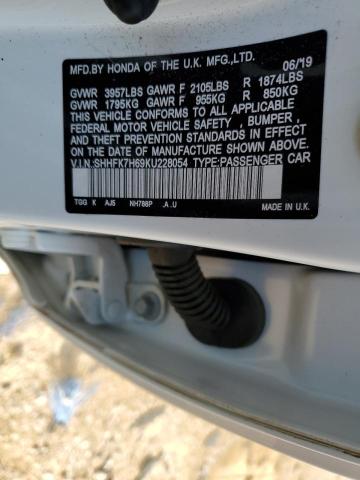 MFD.BY HONDA OF THE U.K. MFG.,LTD. 06/'19
GVWR 3957LBS GAWR F 2105LBS R 1874LBS
GVWR 1795KG GAWR F 955KG R 850KG
THIS VEHICLE CONFORMS TO ALL APPLICABLE
FEDERAL MOTOR VEHICLE SAFETY , BUMPER ,
AND THEFT PREVENTION STANDARDS IN EFFECT
ON THE DATE OF MANUFACTURE SHOWN ABOVE.
V.I.N:SHHFK7H69KU228054 TYPE:PASSENGER CAR
TGG K AJ5 NH788P .A.U MADE IN U.K.